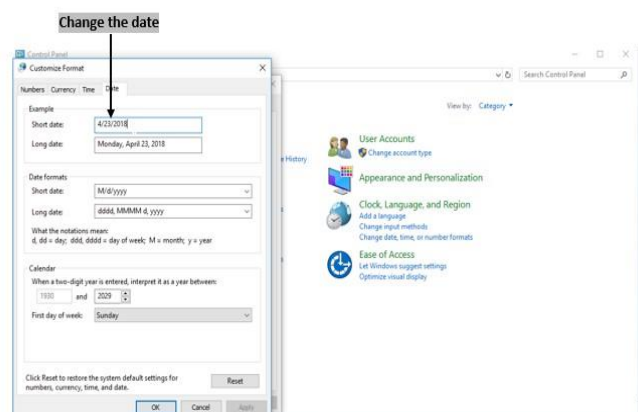 Change the date
Control Panel
Customize Format
Search Control Panel
Numbers Currency Time Date
View by: Category
Example
Short date: 4/23/2018
Long date: Monday, April 23, 2018
e History
User Accounts
Change account type
Appearance and Personalization
Clock, Language, and Region
Add a language
Change input methods
Change date, time, or number formats
Ease of Access
Let Windows suggest settings
Optimize visual display
Date formats
Short date: M/d/yyyy
Long date: dddd, MMMM d, yyyy
What the notations mean:
d, dd = day; ddd, dddd = day of week; M = month; y = year
Calendar
When a two-digit year is entered, interpret it as a year between:
1930 and 2029
First day of week: Sunday
Click Reset to restore the system default settings for
numbers, currency, time, and date.
Reset
OK Cancel Apply